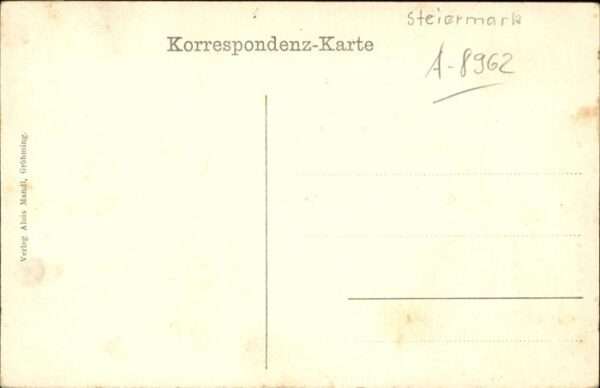 Steiermark
Korrespondenz-Karte
A-8962
Verlag Alois Mandl, Gröbming.